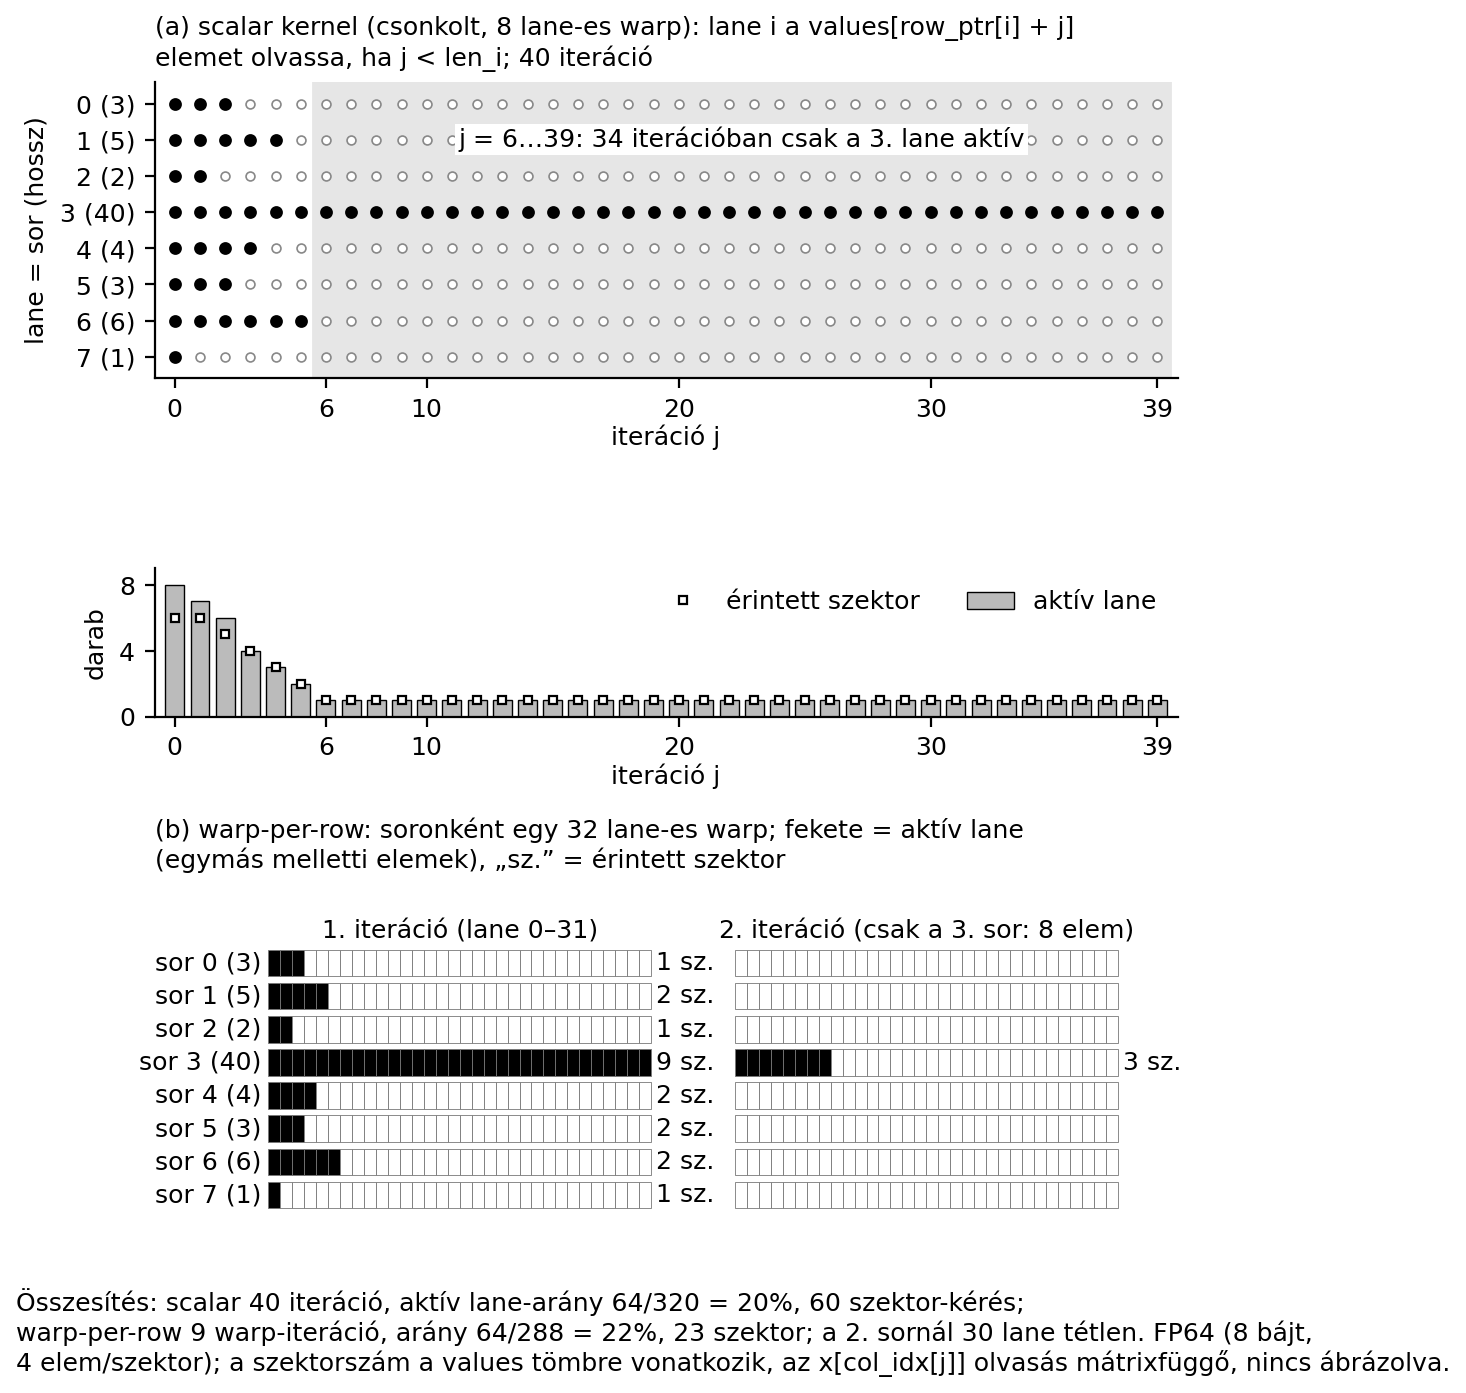 (a) scalar kernel (csonkolt, 8 lane-es warp): lane i a values[row_ptr[i] + j]
elemet olvassa, ha j < len_i; 40 iteráció
lane = sor (hossz)
0 (3)
1 (5)
2 (2)
3 (40)
4 (4)
5 (3)
6 (6)
7 (1)
j = 6…39: 34 iterációban csak a 3. lane aktív
0 6 10 20 30 39
iteráció j
darab
8
4
0
érintett szektor aktív lane
0 6 10 20 30 39
iteráció j
(b) warp-per-row: soronként egy 32 lane-es warp; fekete = aktív lane
(egymás melletti elemek), „sz.” = érintett szektor
1. iteráció (lane 0–31) 2. iteráció (csak a 3. sor: 8 elem)
sor 0 (3) 1 sz.
sor 1 (5) 2 sz.
sor 2 (2) 1 sz.
sor 3 (40) 9 sz. 3 sz.
sor 4 (4) 2 sz.
sor 5 (3) 2 sz.
sor 6 (6) 2 sz.
sor 7 (1) 1 sz.
Összesítés: scalar 40 iteráció, aktív lane-arány 64/320 = 20%, 60 szektor-kérés;
warp-per-row 9 warp-iteráció, arány 64/288 = 22%, 23 szektor; a 2. sornál 30 lane tétlen. FP64 (8 bájt,
4 elem/szektor); a szektorszám a values tömbre vonatkozik, az x[col_idx[j]] olvasás mátrixfüggő, nincs ábrázolva.